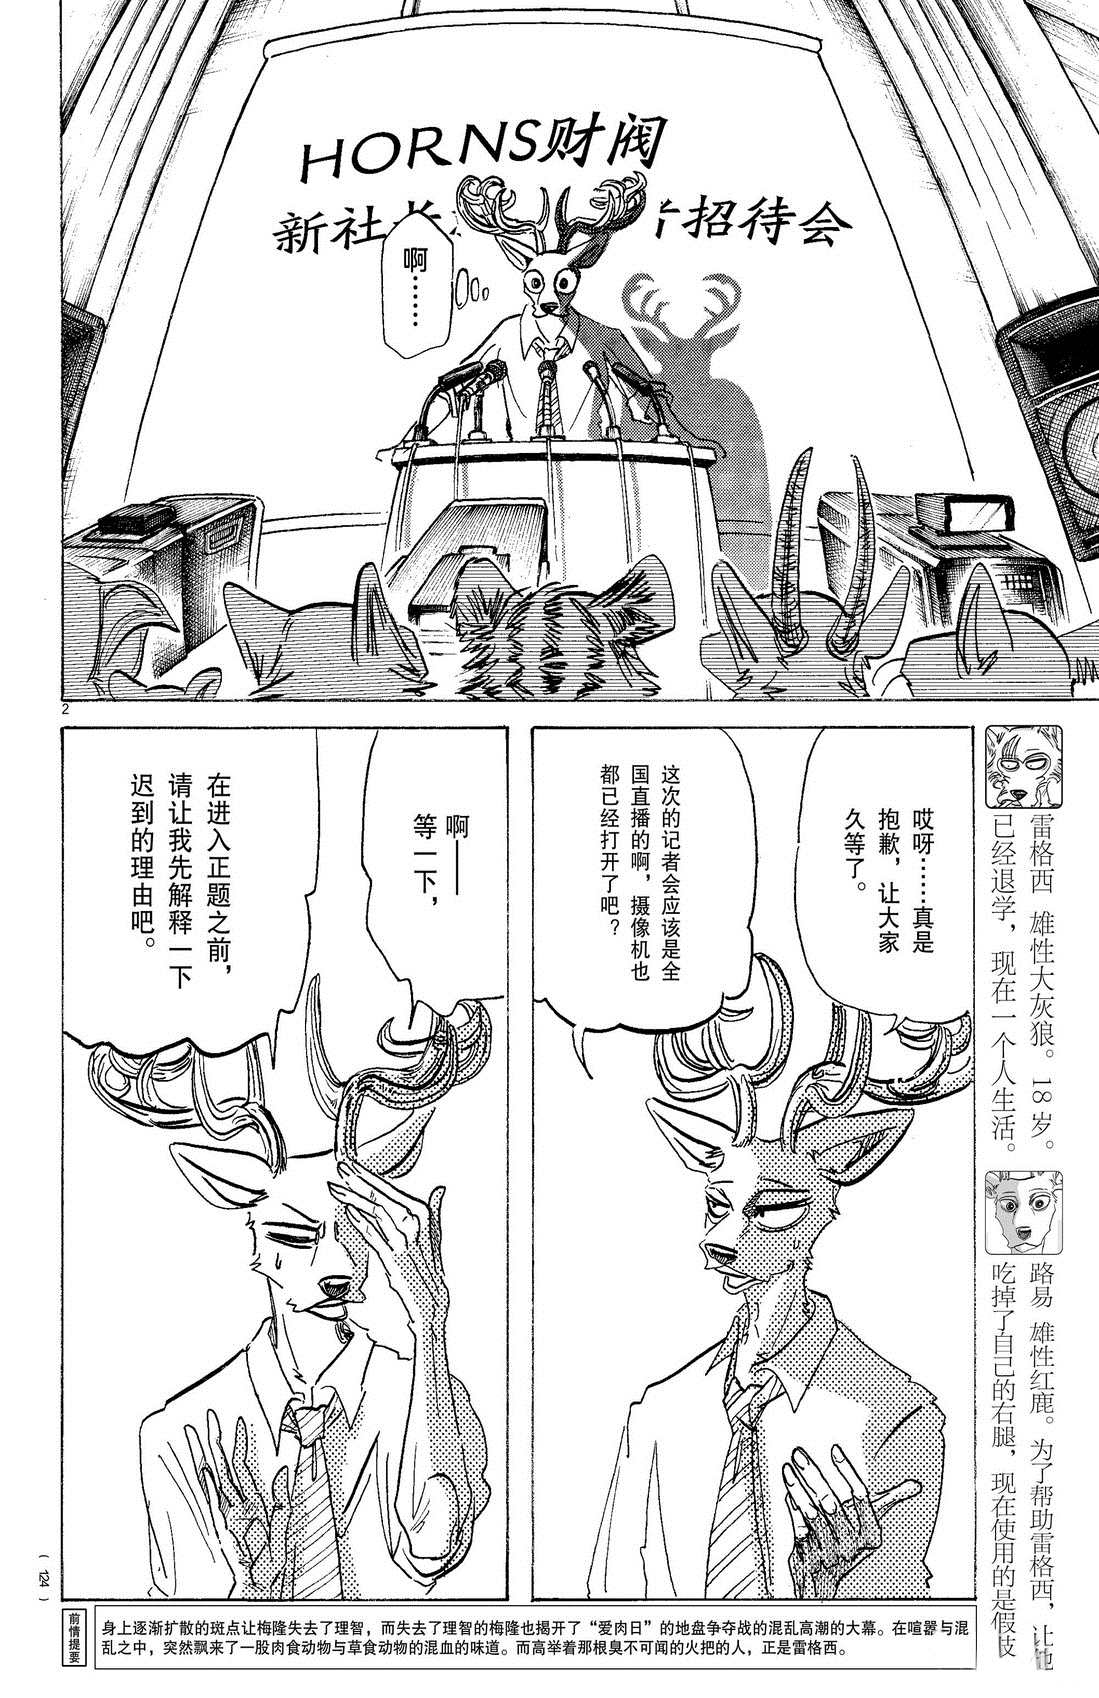 HORNS财阀
新社长
招待会
啊……
2
哎呀……真是
抱歉，让大家
久等了。
这次的记者会应该是全
国直播的啊，摄像机也
都已经打开了吧？
啊——
等一下，
在进入正题之前，
请让我先解释一下
迟到的理由吧。
雷格西 雄性大灰狼。18岁。
已经退学，现在一个人生活。
路易 雄性红鹿。为了帮助雷格西，让他
吃掉了自己的右腿，现在使用的是假肢
(124)
前情提要
身上逐渐扩散的斑点让梅隆失去了理智，而失去了理智的梅隆也揭开了“爱肉日”的地盘争夺战的混乱高潮的大幕。在喧嚣与混
乱之中，突然飘来了一股肉食动物与草食动物的混血的味道。而高举着那根臭不可闻的火把的人，正是雷格西。